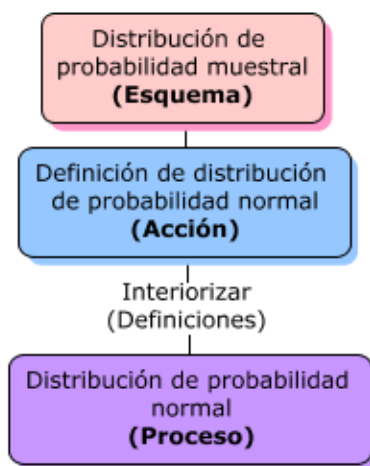 Distribución de
probabilidad muestral
(Esquema)
Definición de distribución
de probabilidad normal
(Acción)
Interiorizar
(Definiciones)
Distribución de probabilidad
normal
(Proceso)